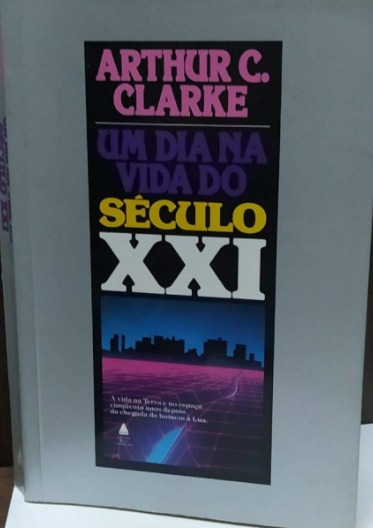 ARTHUR C.
CLARKE
UM DIA NA
VIDA DO
SÉCULO
XXI
A vida na Terra e no espaço
cinqüenta anos depois
da chegada do homem à Lua.